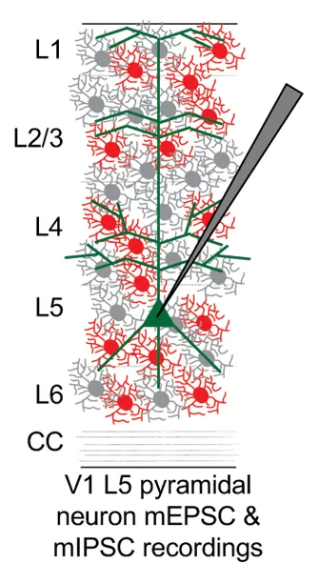 L1
L2/3
L4
L5
L6
CC
V1 L5 pyramidal
neuron mEPSC &
mIPSC recordings